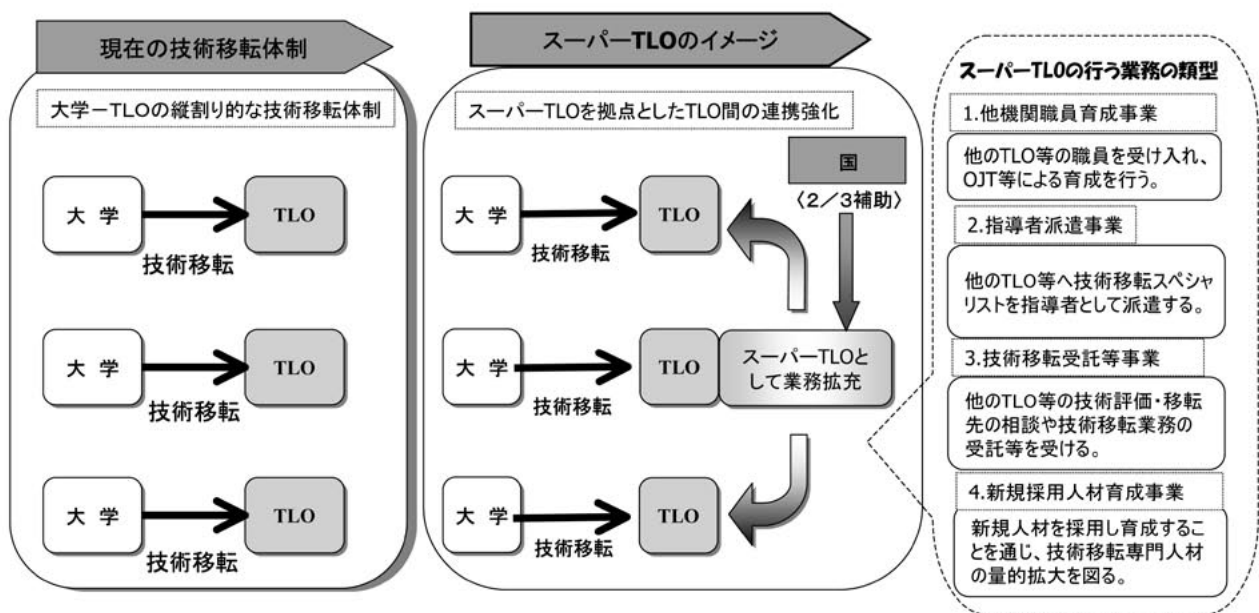 現在の技術移転体制
大学－TLOの縦割り的な技術移転体制
大 学
TLO
技術移転
大 学
TLO
技術移転
大 学
TLO
技術移転
スーパーTLOのイメージ
スーパーTLOを拠点としたTLO間の連携強化
国
〈2／3補助〉
大 学
TLO
技術移転
大 学
TLO
技術移転
スーパーTLOと
して業務拡充
大 学
TLO
技術移転
スーパーTLOの行う業務の類型
1.他機関職員育成事業
他のTLO等の職員を受け入れ、
OJT等による育成を行う。
2.指導者派遣事業
他のTLO等へ技術移転スペシャ
リストを指導者として派遣する。
3.技術移転受託等事業
他のTLO等の技術評価・移転
先の相談や技術移転業務の
受託等を受ける。
4.新規採用人材育成事業
新規人材を採用し育成するこ
とを通じ、技術移転専門人材
の量的拡大を図る。